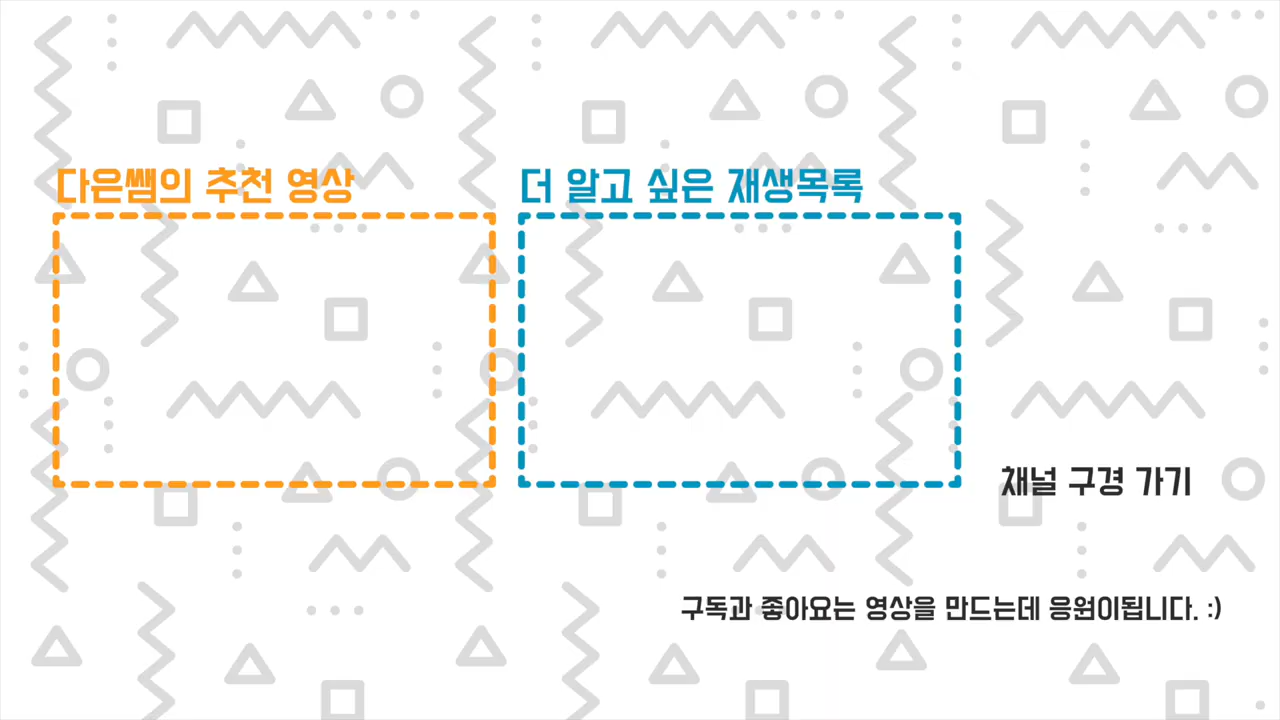 다은쌤의 추천 영상
더 알고 싶은 재생목록
채널 구경 가기
구독과 좋아요는 영상을 만드는데 응원이됩니다. :)